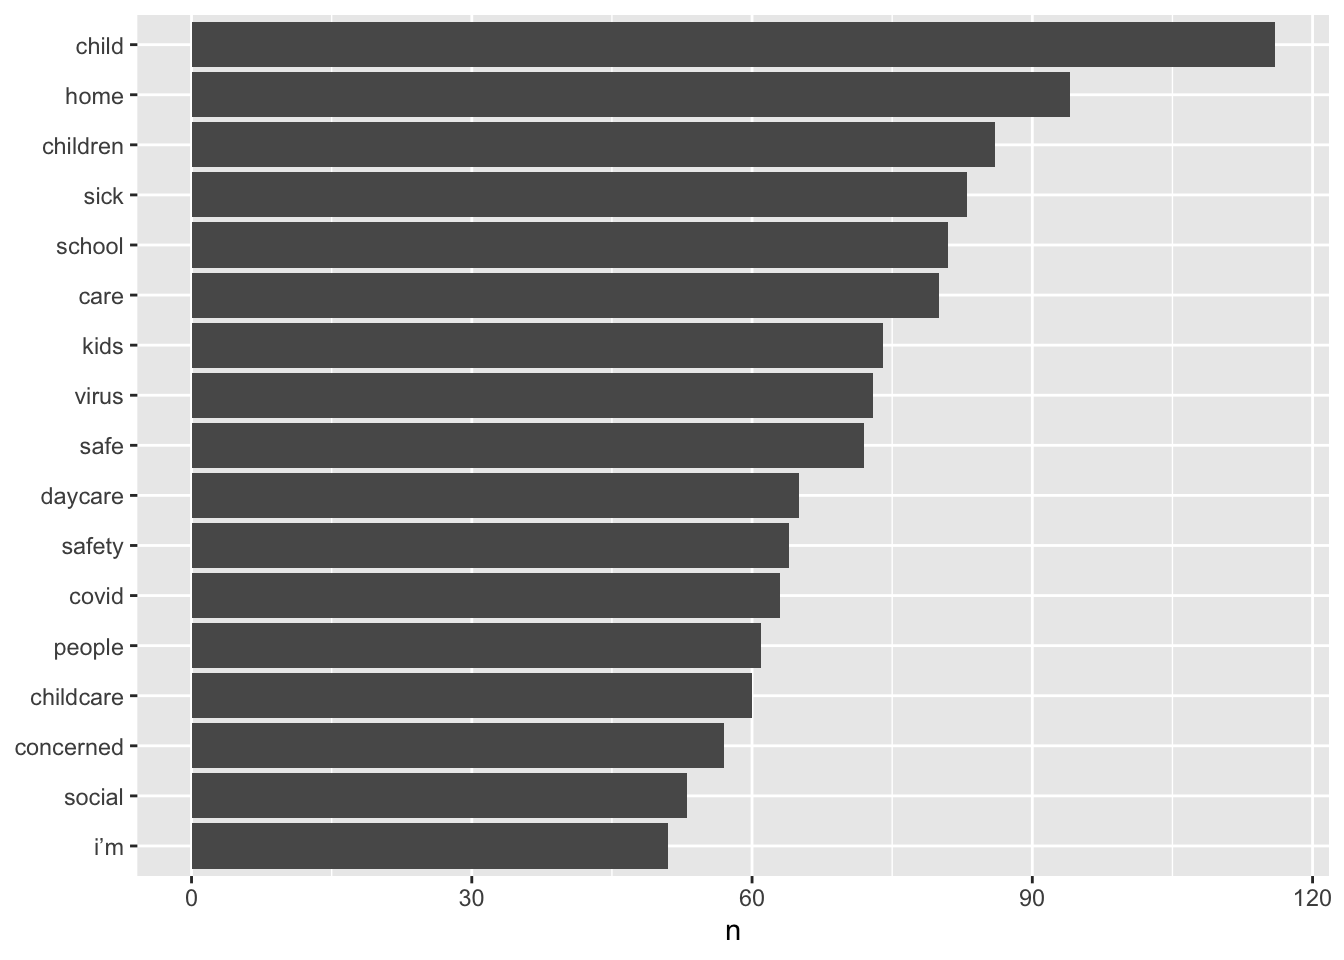 child
home
children
sick
school
care
kids
virus
safe
daycare
safety
covid
people
childcare
concerned
social
i’m
0 30 60 90 120
n